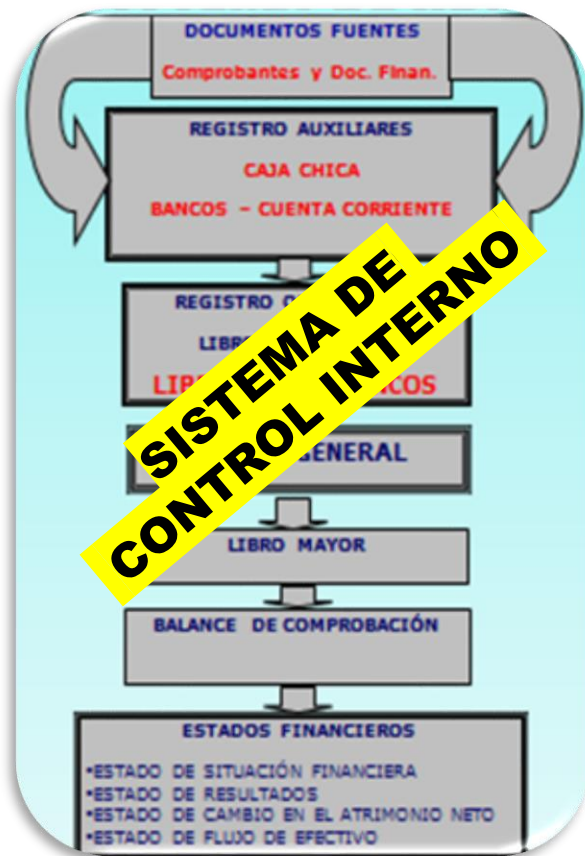 DOCUMENTOS FUENTES
Comprobantes y Doc. Finan.
REGISTRO AUXILIARES
CAJA CHICA
BANCOS – CUENTA CORRIENTE
REGISTRO
SISTEMA DE
CONTROL INTERNO
GENERAL
LIBRO MAYOR
BALANCE DE COMPROBACIÓN
ESTADOS FINANCIEROS
•ESTADO DE SITUACIÓN FINANCIERA
•ESTADO DE RESULTADOS
•ESTADO DE CAMBIO EN EL ATRIMONIO NETO
•ESTADO DE FLUJO DE EFECTIVO